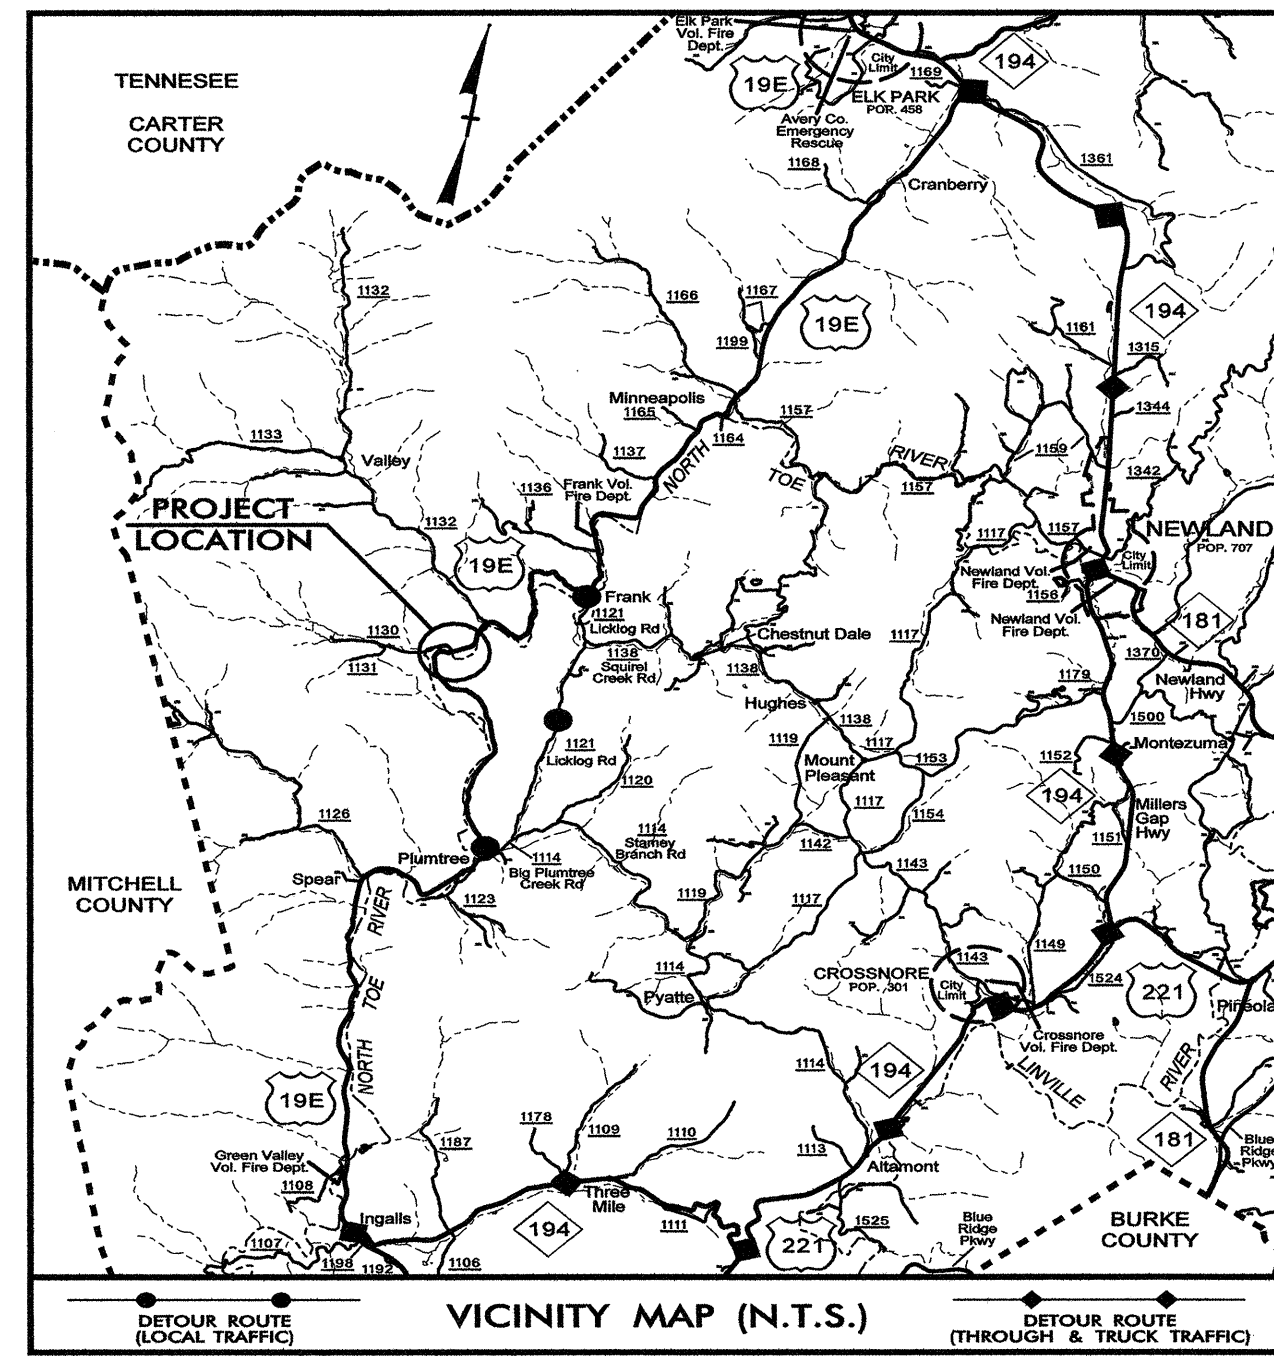 Elk Park
Vol. Fire
Dept.
19E
City
Limit
1169
194
TENNESEE
CARTER
COUNTY
ELK PARK
POP. 458
Avery Co.
Emergency
Rescue
1168
1361
Cranberry
1132
1166
1167
19E
194
1199
1161
1315
Minneapolis
1165
1164
1157
1344
1133
Valley
1137
NORTH
TOE
RIVER
1157
1159
1342
1136
Frank Vol.
Fire Dept.
PROJECT
LOCATION
1132
19E
1117
1157
NEWLAND
POP. 707
City
Limit
Newland Vol.
Fire Dept.
1156
Newland Vol.
Fire Dept.
181
Frank
1121
Licklog Rd
1130
1131
1138
Squirrel
Creek Rd
Chestnut Dale
1138
1117
1370
1179
Newland
Hwy
Hughes
1138
1500
1121
Licklog Rd
1119
1117
1153
1152
Montezuma
Mount
Pleasant
1120
1117
1154
194
Millers
Gap
Hwy
1126
1114
Stamey
Branch Rd
1142
1151
Plumtree
1114
Big Plumtree
Creek Rd
1143
1150
Spear
MITCHELL
COUNTY
RIVER
1123
1119
1117
1149
1143
1114
CROSSNORE
POP. 301
City
Limit
1524
221
TOE
Pyatte
Pineola
Crossnore
Vol. Fire Dept.
NORTH
1114
194
LINVILLE
RIVER
19E
1178
1109
1110
1187
1113
181
Blue
Ridge
Pkwy
Green Valley
Vol. Fire Dept.
1108
Altamont
Three
Mile
Ingalls
194
1111
1525
221
Blue
Ridge
Pkwy
BURKE
COUNTY
1107
1198
1192
1106
DETOUR ROUTE
(LOCAL TRAFFIC)
VICINITY MAP (N.T.S.)
DETOUR ROUTE
(THROUGH & TRUCK TRAFFIC)